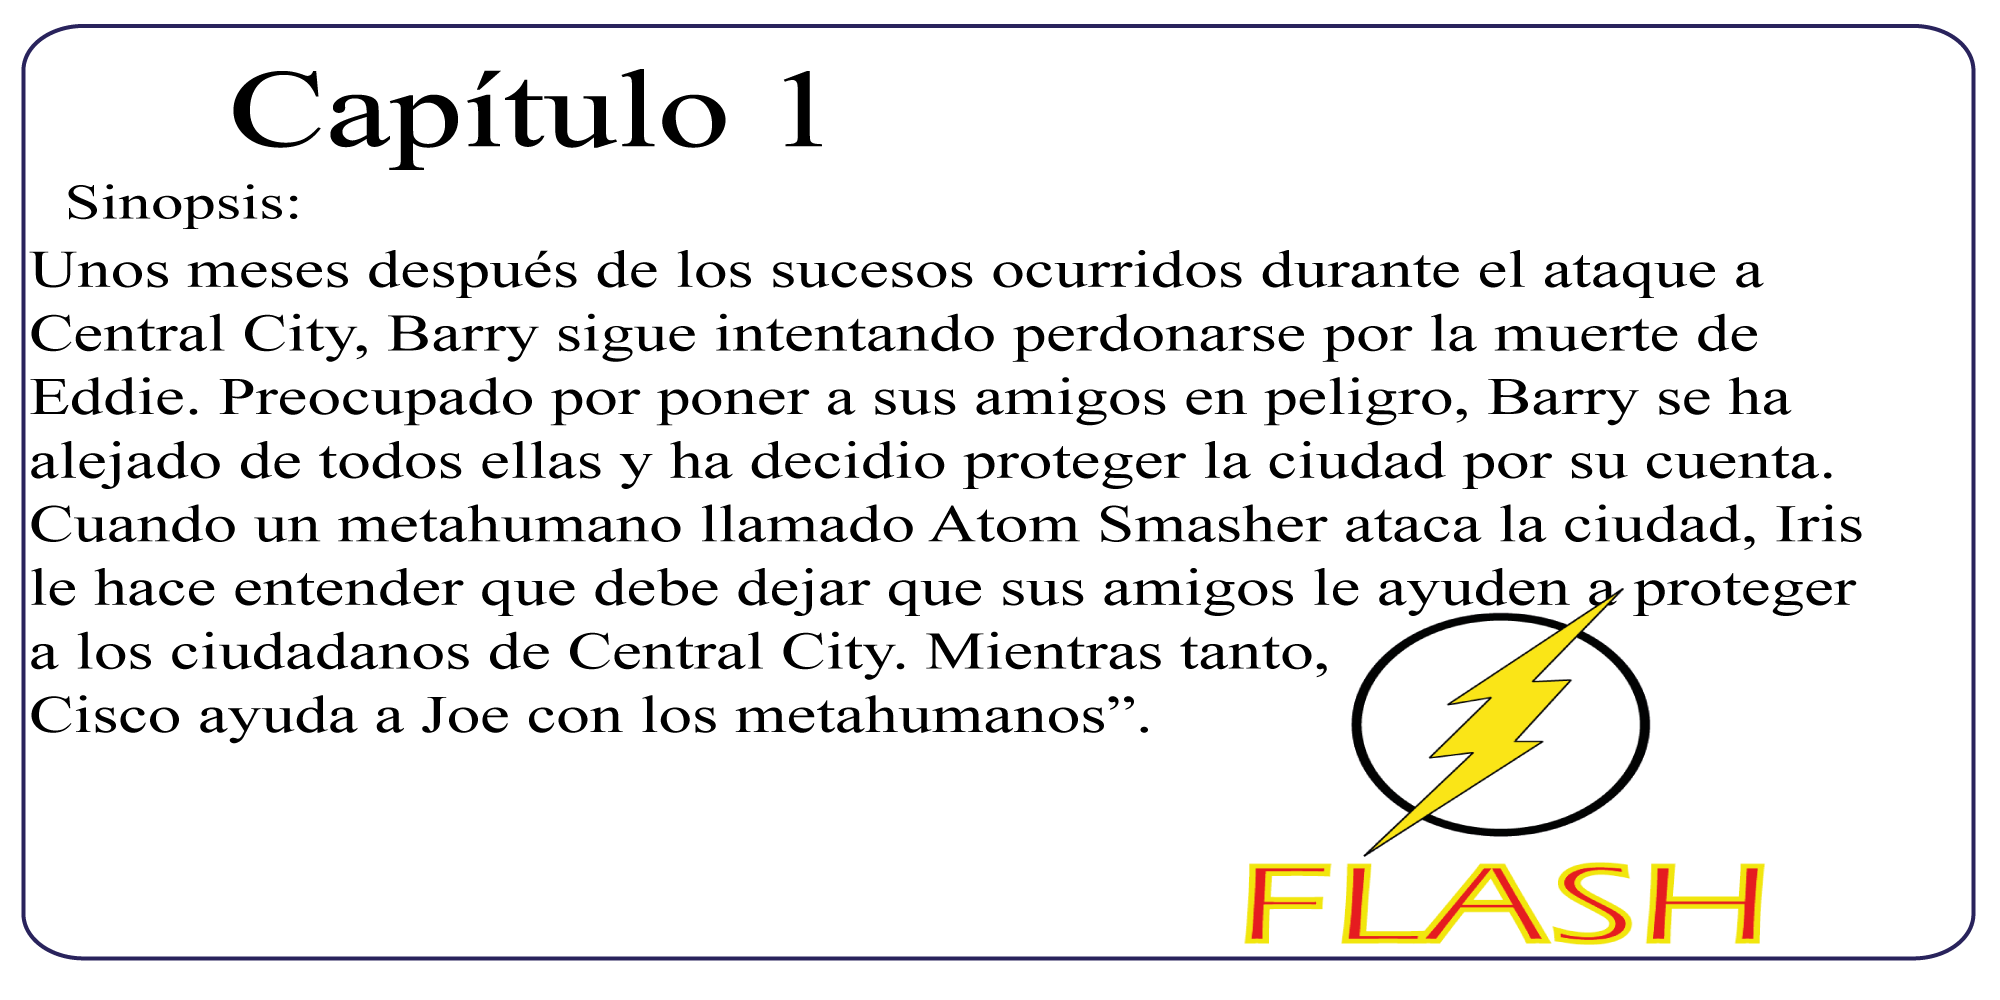 Capítulo 1
Sinopsis:
Unos meses después de los sucesos ocurridos durante el ataque a
Central City, Barry sigue intentando perdonarse por la muerte de
Eddie. Preocupado por poner a sus amigos en peligro, Barry se ha
alejado de todos ellas y ha decidio proteger la ciudad por su cuenta.
Cuando un metahumano llamado Atom Smasher ataca la ciudad, Iris
le hace entender que debe dejar que sus amigos le ayuden a proteger
a los ciudadanos de Central City. Mientras tanto,
Cisco ayuda a Joe con los metahumanos”.
FLASH